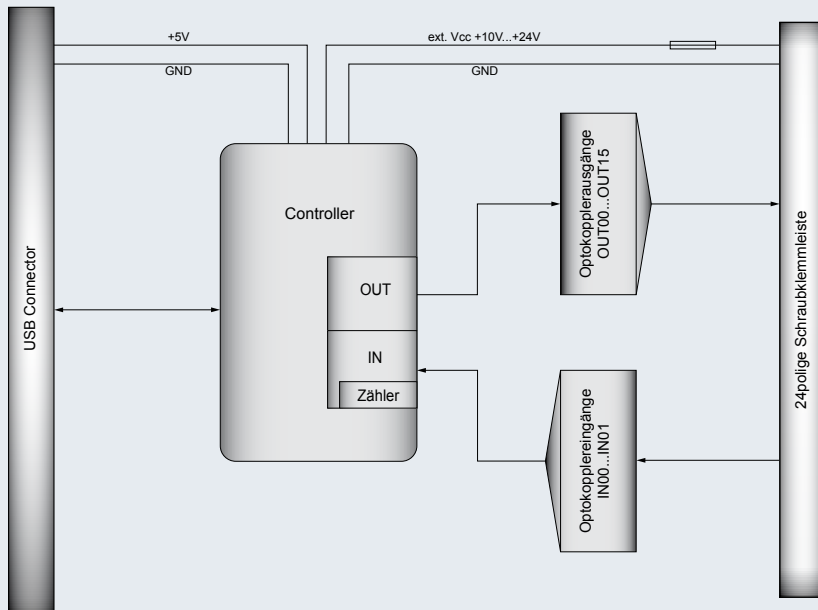 +5V
ext. Vcc +10V...+24V
GND
GND
USB Connector
Controller
OUT
IN
Zähler
Optokopplerausgänge
OUT00...OUT15
Optokopplereingänge
IN00...IN01
24polige Schraubklemmleiste